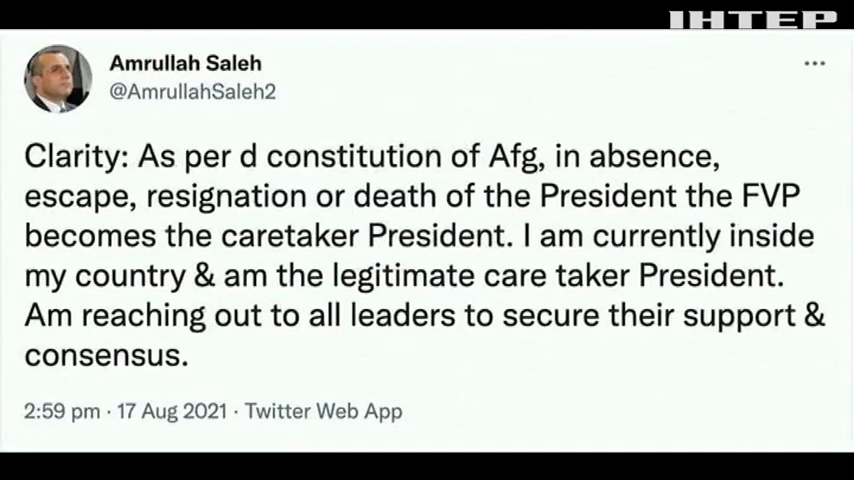 ІНТЕР
Amrullah Saleh
@AmrullahSaleh2
Clarity: As per d constitution of Afg, in absence,
escape, resignation or death of the President the FVP
becomes the caretaker President. I am currently inside
my country & am the legitimate care taker President.
Am reaching out to all leaders to secure their support &
consensus.
2:59 pm · 17 Aug 2021 · Twitter Web App